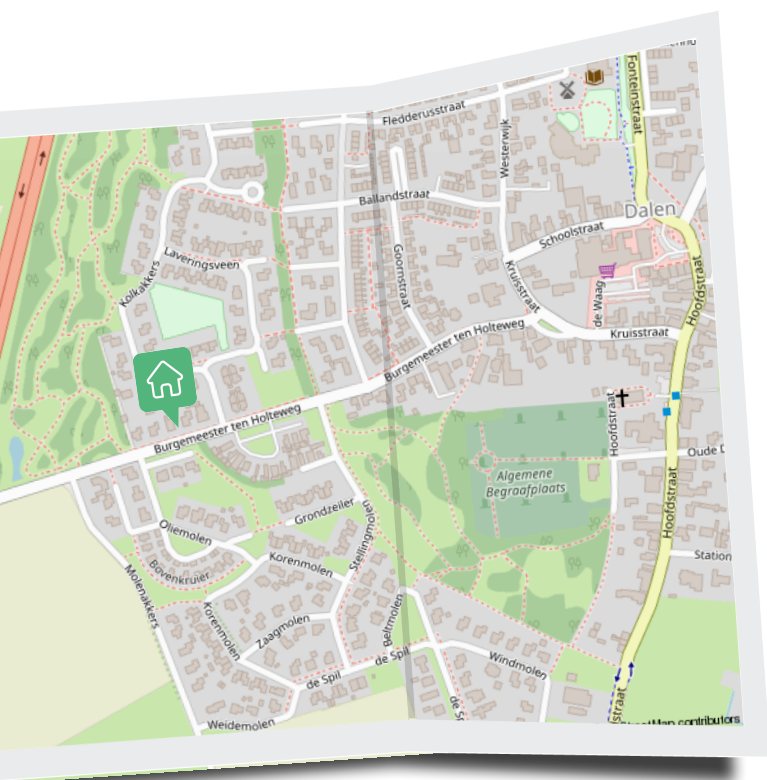 Fonteinstraat
Fledderusstraat
Westerwijk
Ballandstraat
Dalen
Schoolstraat
Laveringsveen
Kolkakkers
Goornstraat
Kruisstraat
de Waag
Hoofdstraat
Kruisstraat
Burgemeester ten Holteweg
Burgemeester ten Holteweg
Hoofdstraat
Oude
Algemene
Begraafplaats
Hoofdstraat
Grondzeiler
Stellingmolen
Oliemolen
Bovenkruier
Korenmolen
Station
Molenakkers
Korenmolen
Zaagmolen
Beltmolen
de Spil
Windmolen
de Spil
Weidemolen
straat
contributors